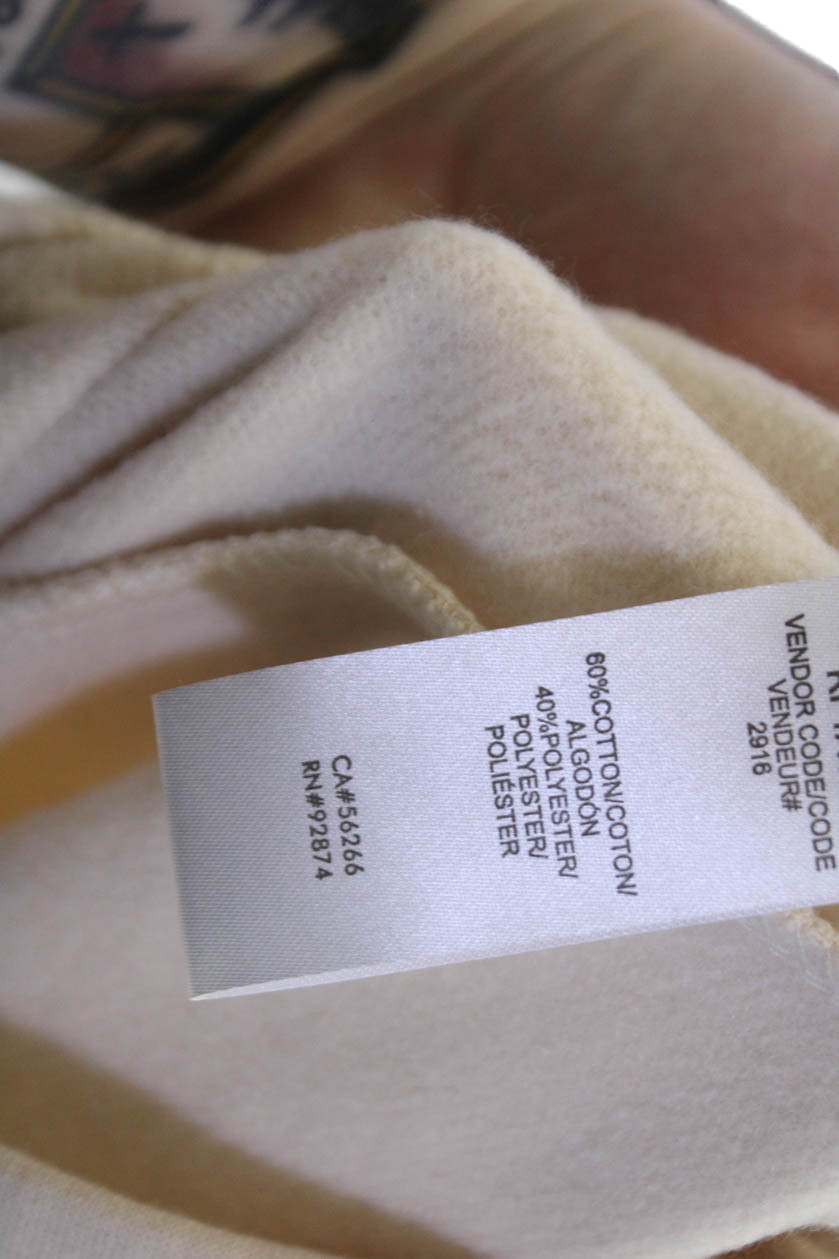 VENDOR CODE/CODE
VENDEUR#
2916
60%COTTON/COTON/
ALGODÓN
40%POLYESTER/
POLYESTER/
POLIÉSTER
CA#56266
RN#92874